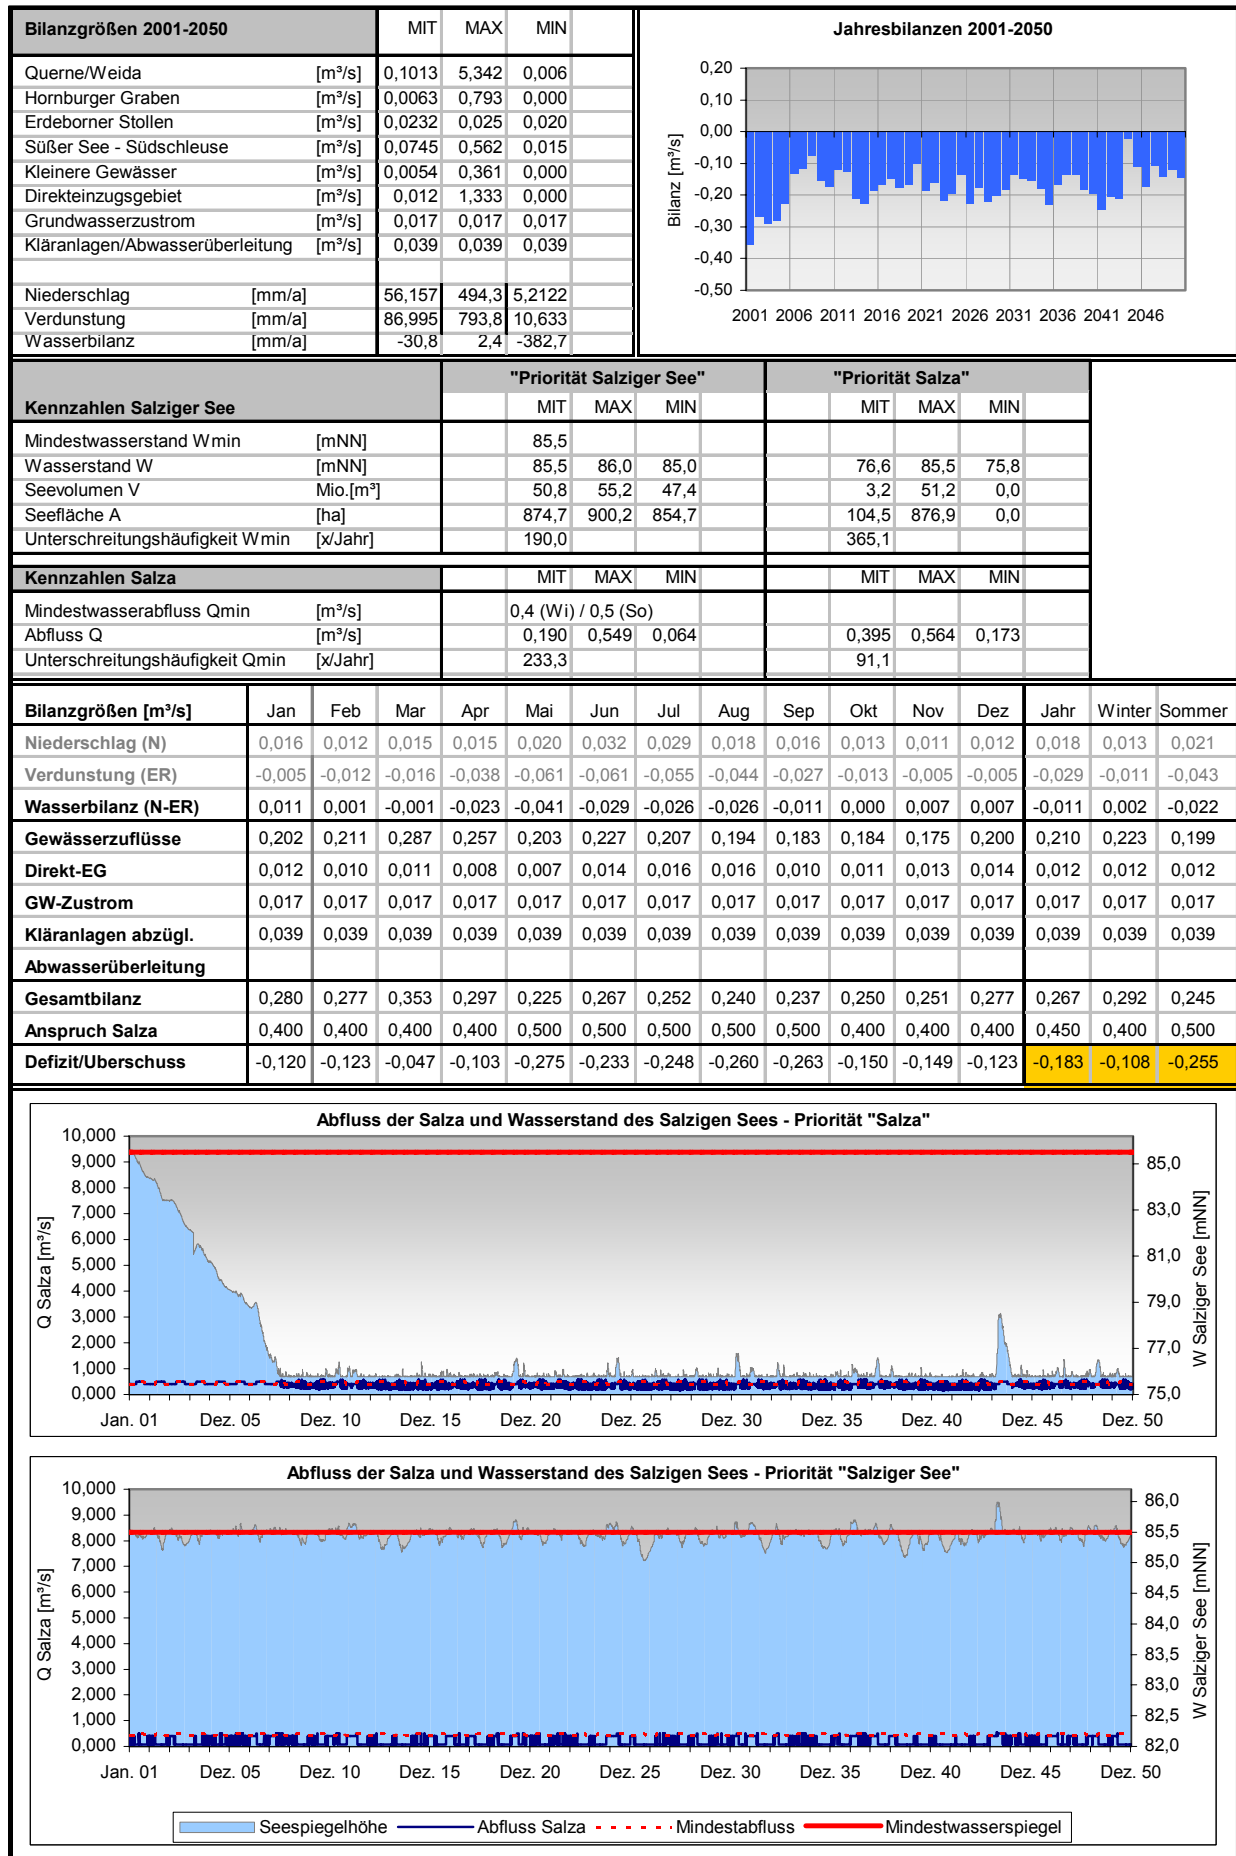 Bilanzgrößen 2001-2050 MIT MAX MIN
Querne/Weida [m³/s] 0,1013 5,342 0,006
Hornburger Graben [m³/s] 0,0063 0,793 0,000
Erdeborner Stollen [m³/s] 0,0232 0,025 0,020
Süßer See - Südschleuse [m³/s] 0,0745 0,562 0,015
Kleinere Gewässer [m³/s] 0,0054 0,361 0,000
Direkteinzugsgebiet [m³/s] 0,012 1,333 0,000
Grundwasserzustrom [m³/s] 0,017 0,017 0,017
Kläranlagen/Abwasserüberleitung [m³/s] 0,039 0,039 0,039
Niederschlag [mm/a] 56,157 494,3 5,2122
Verdunstung [mm/a] 86,995 793,8 10,633
Wasserbilanz [mm/a] -30,8 2,4 -382,7
Jahresbilanzen 2001-2050
Bilanz [m³/s]
0,20
0,10
0,00
-0,10
-0,20
-0,30
-0,40
-0,50
2001 2006 2011 2016 2021 2026 2031 2036 2041 2046
"Priorität Salziger See" "Priorität Salza"
Kennzahlen Salziger See MIT MAX MIN MIT MAX MIN
Mindestwasserstand Wmin [mNN] 85,5
Wasserstand W [mNN] 85,5 86,0 85,0 76,6 85,5 75,8
Seevolumen V Mio.[m³] 50,8 55,2 47,4 3,2 51,2 0,0
Seefläche A [ha] 874,7 900,2 854,7 104,5 876,9 0,0
Unterschreitungshäufigkeit Wmin [x/Jahr] 190,0 365,1
Kennzahlen Salza MIT MAX MIN MIT MAX MIN
Mindestwasserabfluss Qmin [m³/s] 0,4 (Wi) / 0,5 (So)
Abfluss Q [m³/s] 0,190 0,549 0,064 0,395 0,564 0,173
Unterschreitungshäufigkeit Qmin [x/Jahr] 233,3 91,1
Bilanzgrößen [m³/s] Jan Feb Mar Apr Mai Jun Jul Aug Sep Okt Nov Dez Jahr Winter Sommer
Niederschlag (N) 0,016 0,012 0,015 0,015 0,020 0,032 0,029 0,018 0,016 0,013 0,011 0,012 0,018 0,013 0,021
Verdunstung (ER) -0,005 -0,012 -0,016 -0,038 -0,061 -0,061 -0,055 -0,044 -0,027 -0,013 -0,005 -0,005 -0,029 -0,011 -0,043
Wasserbilanz (N-ER) 0,011 0,001 -0,001 -0,023 -0,041 -0,029 -0,026 -0,026 -0,011 0,000 0,007 0,007 -0,011 0,002 -0,022
Gewässerzuflüsse 0,202 0,211 0,287 0,257 0,203 0,227 0,207 0,194 0,183 0,184 0,175 0,200 0,210 0,223 0,199
Direkt-EG 0,012 0,010 0,011 0,008 0,007 0,014 0,016 0,016 0,010 0,011 0,013 0,014 0,012 0,012 0,012
GW-Zustrom 0,017 0,017 0,017 0,017 0,017 0,017 0,017 0,017 0,017 0,017 0,017 0,017 0,017 0,017 0,017
Kläranlagen abzügl. 0,039 0,039 0,039 0,039 0,039 0,039 0,039 0,039 0,039 0,039 0,039 0,039 0,039 0,039 0,039
Abwasserüberleitung
Gesamtbilanz 0,280 0,277 0,353 0,297 0,225 0,267 0,252 0,240 0,237 0,250 0,251 0,277 0,267 0,292 0,245
Anspruch Salza 0,400 0,400 0,400 0,400 0,500 0,500 0,500 0,500 0,500 0,400 0,400 0,400 0,450 0,400 0,500
Defizit/Uberschuss -0,120 -0,123 -0,047 -0,103 -0,275 -0,233 -0,248 -0,260 -0,263 -0,150 -0,149 -0,123 -0,183 -0,108 -0,255
Abfluss der Salza und Wasserstand des Salzigen Sees - Priorität "Salza"
Q Salza [m³/s]
10,000
9,000
8,000
7,000
6,000
5,000
4,000
3,000
2,000
1,000
0,000
85,0
83,0
81,0
79,0
77,0
75,0
W Salziger See [mNN]
Jan. 01 Dez. 05 Dez. 10 Dez. 15 Dez. 20 Dez. 25 Dez. 30 Dez. 35 Dez. 40 Dez. 45 Dez. 50
Abfluss der Salza und Wasserstand des Salzigen Sees - Priorität "Salziger See"
Q Salza [m³/s]
10,000
9,000
8,000
7,000
6,000
5,000
4,000
3,000
2,000
1,000
0,000
86,0
85,5
85,0
84,5
84,0
83,5
83,0
82,5
82,0
W Salziger See [mNN]
Jan. 01 Dez. 05 Dez. 10 Dez. 15 Dez. 20 Dez. 25 Dez. 30 Dez. 35 Dez. 40 Dez. 45 Dez. 50
Seespiegelhöhe Abfluss Salza Mindestabfluss Mindestwasserspiegel